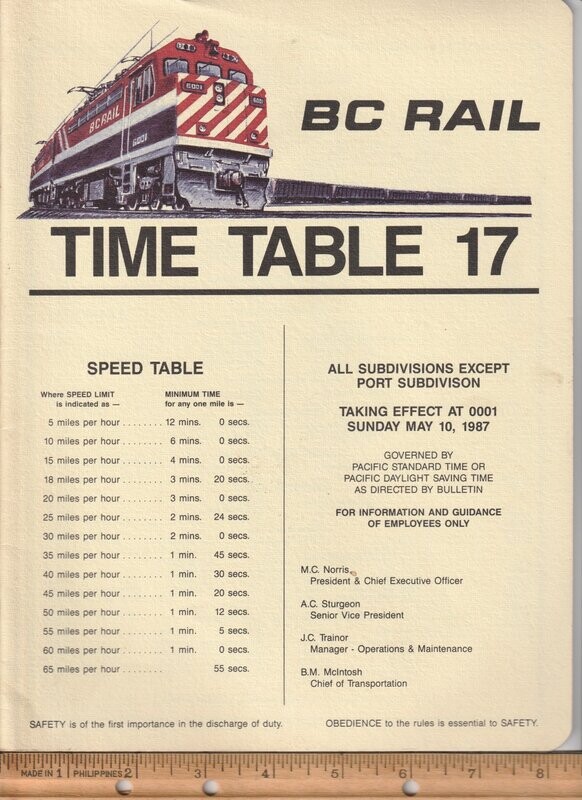 BC RAIL
6001
6001
BCRAIL
6001
TIME TABLE 17
SPEED TABLE
Where SPEED LIMIT
is indicated as —
MINIMUM TIME
for any one mile is —
5 miles per hour ........ 12 mins. 0 secs.
10 miles per hour ........ 6 mins. 0 secs.
15 miles per hour ........ 4 mins. 0 secs.
18 miles per hour ........ 3 mins. 20 secs.
20 miles per hour ........ 3 mins. 0 secs.
25 miles per hour ........ 2 mins. 24 secs.
30 miles per hour ........ 2 mins. 0 secs.
35 miles per hour ........ 1 min. 45 secs.
40 miles per hour ........ 1 min. 30 secs.
45 miles per hour ........ 1 min. 20 secs.
50 miles per hour ........ 1 min. 12 secs.
55 miles per hour ........ 1 min. 5 secs.
60 miles per hour ........ 1 min. 0 secs.
65 miles per hour ........ 55 secs.
ALL SUBDIVISIONS EXCEPT
PORT SUBDIVISON
TAKING EFFECT AT 0001
SUNDAY MAY 10, 1987
GOVERNED BY
PACIFIC STANDARD TIME OR
PACIFIC DAYLIGHT SAVING TIME
AS DIRECTED BY BULLETIN
FOR INFORMATION AND GUIDANCE
OF EMPLOYEES ONLY
M.C. Norris,
President & Chief Executive Officer
A.C. Sturgeon
Senior Vice President
J.C. Trainor
Manager - Operations & Maintenance
B.M. McIntosh
Chief of Transportation
SAFETY is of the first importance in the discharge of duty.
OBEDIENCE to the rules is essential to SAFETY.
MADE IN 1 PHILIPPINES 2 3 4 5 6 7 8